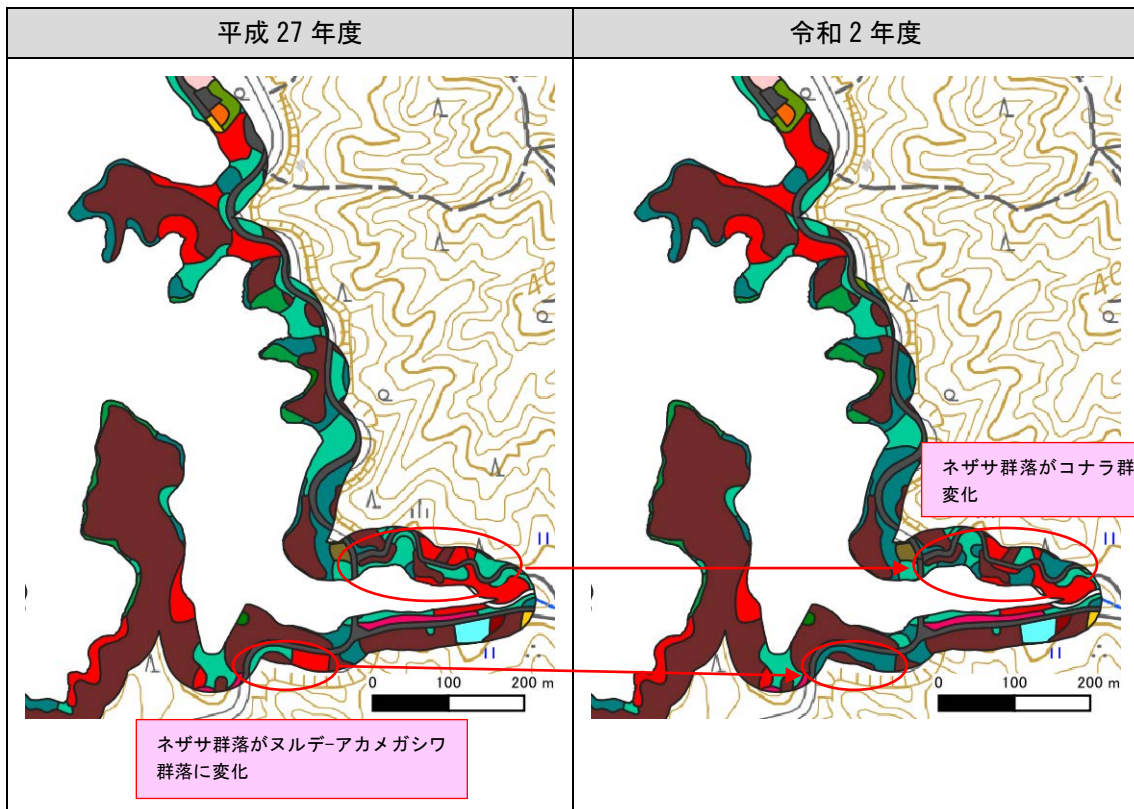 平成 27 年度
令和 2 年度
ネザサ群落がコナラ群
変化
0 100 200 m
0 100 200 m
ネザサ群落がヌルデ-アカメガシワ
群落に変化